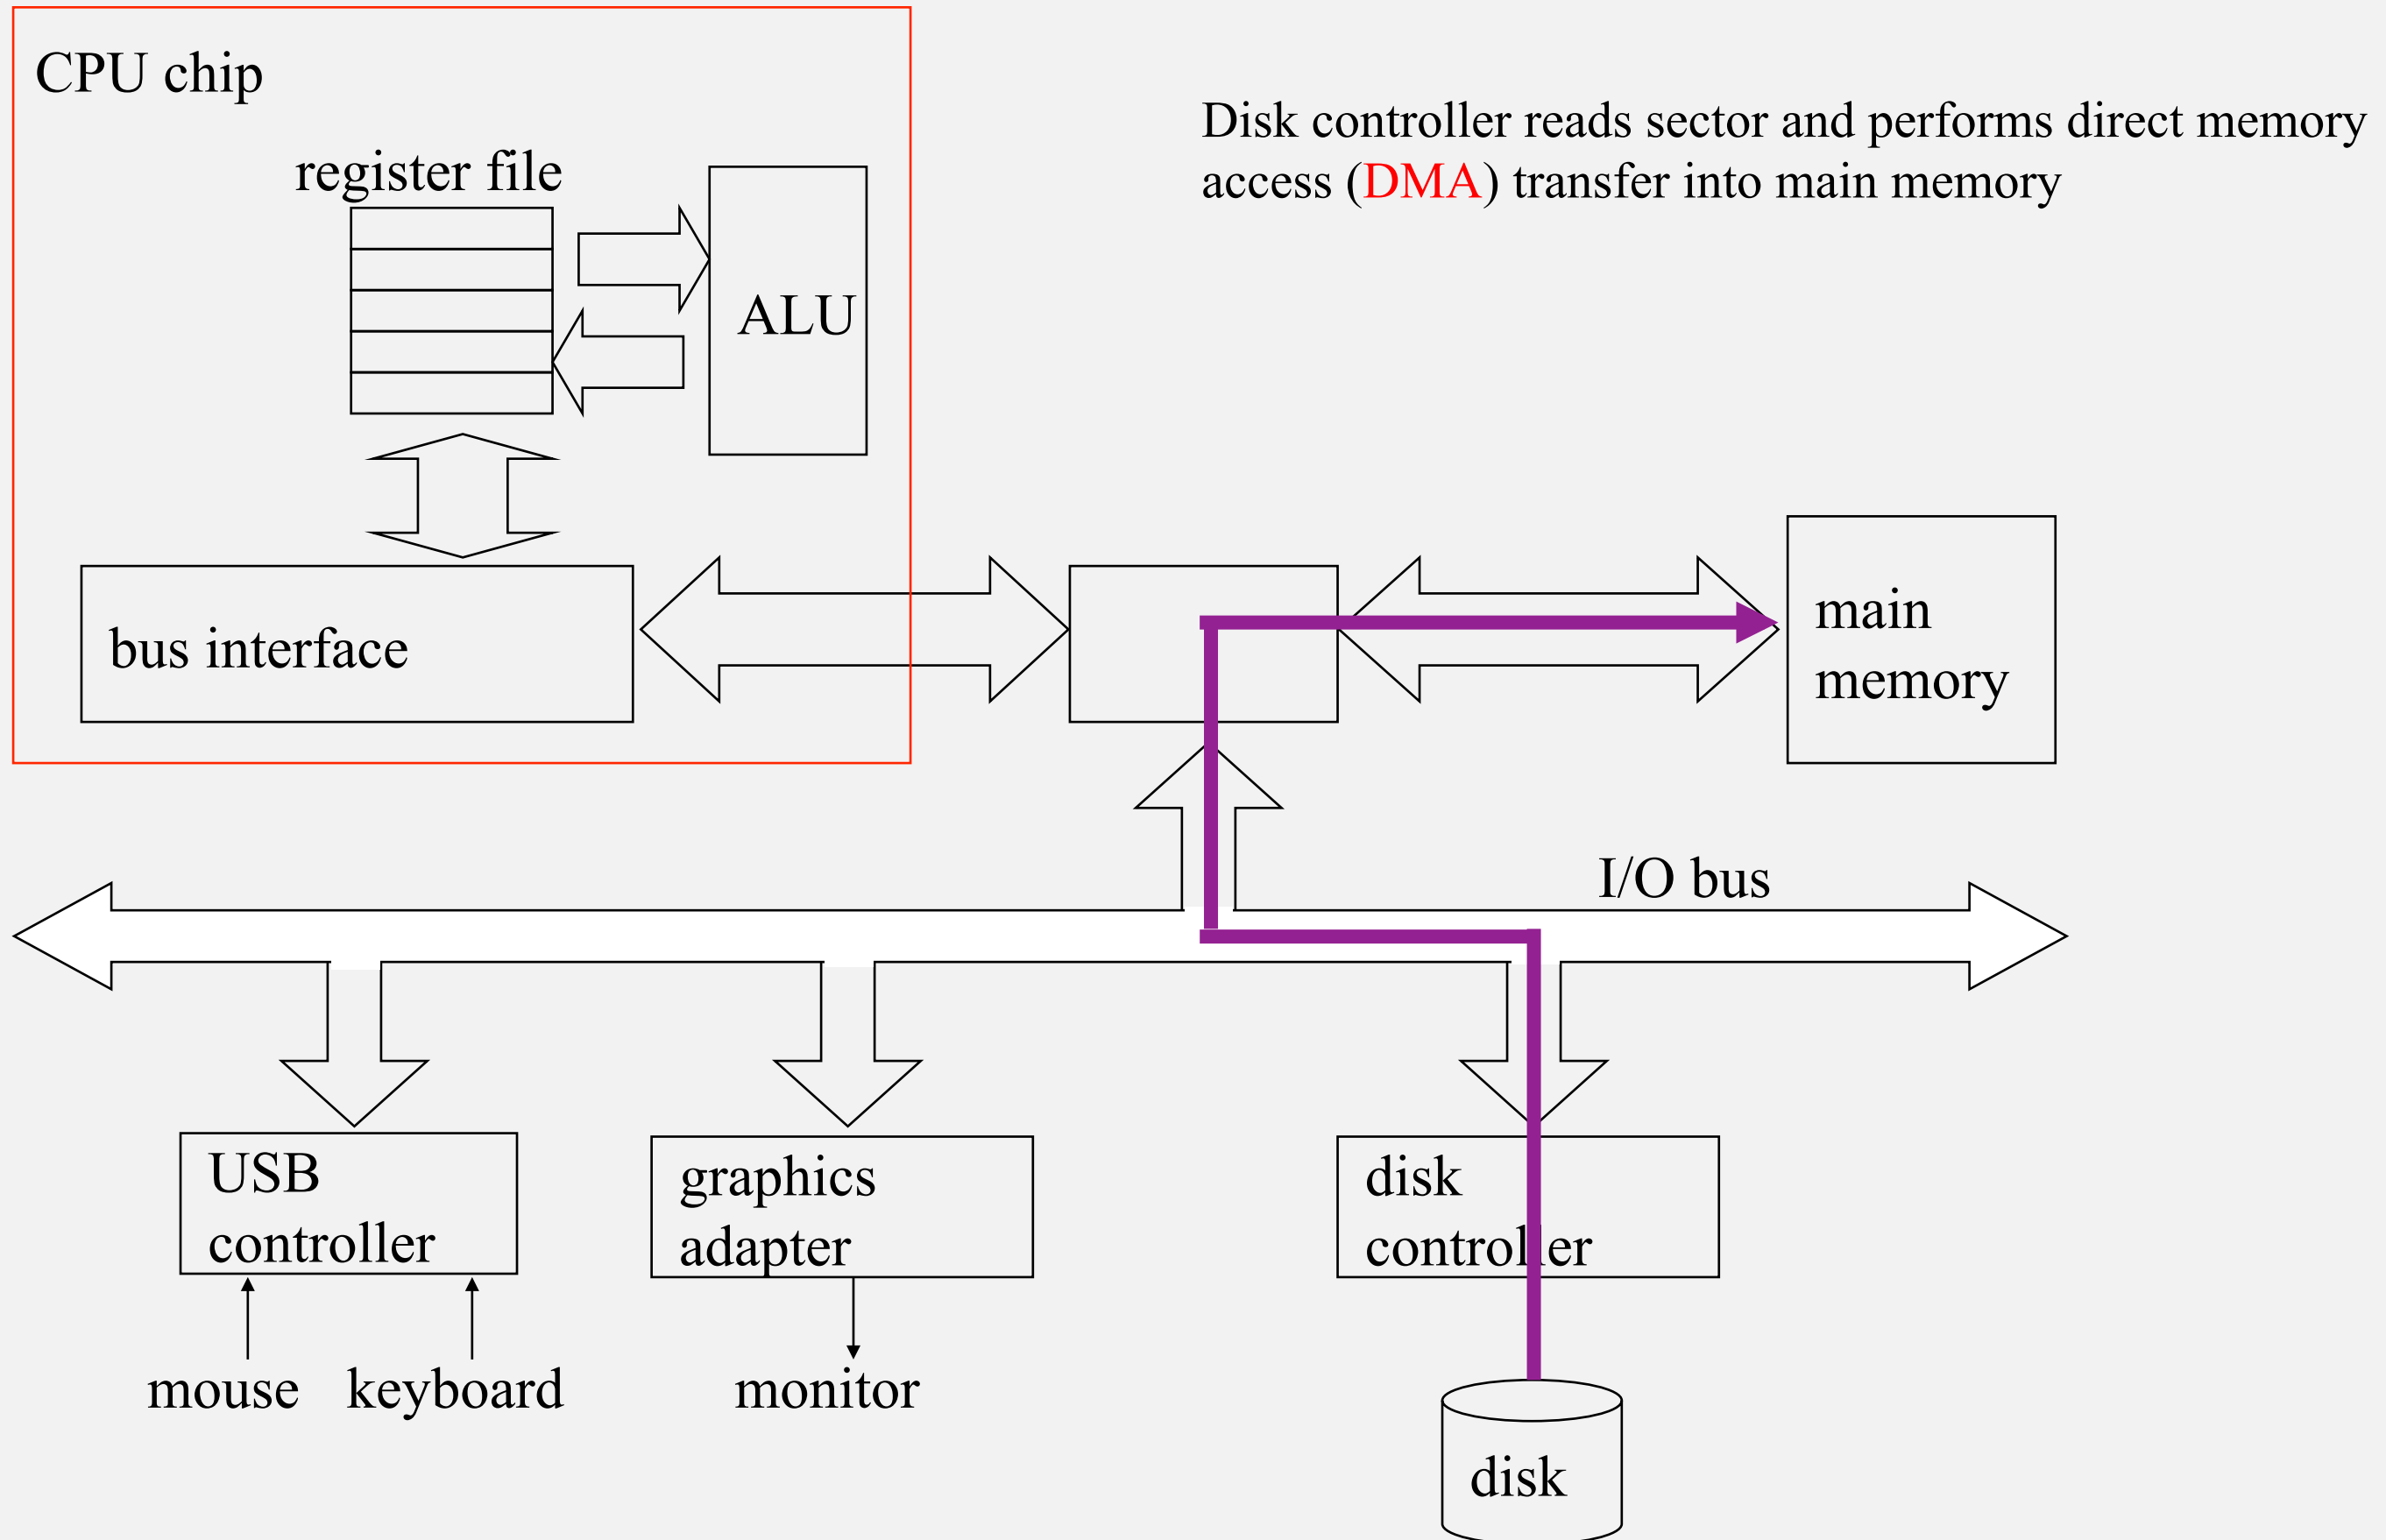 CPU chip
Disk controller reads sector and performs direct memory
access (DMA) transfer into main memory
register file
ALU
bus interface
main
memory
I/O bus
USB
controller
graphics
adapter
disk
controller
mouse
keyboard
monitor
disk